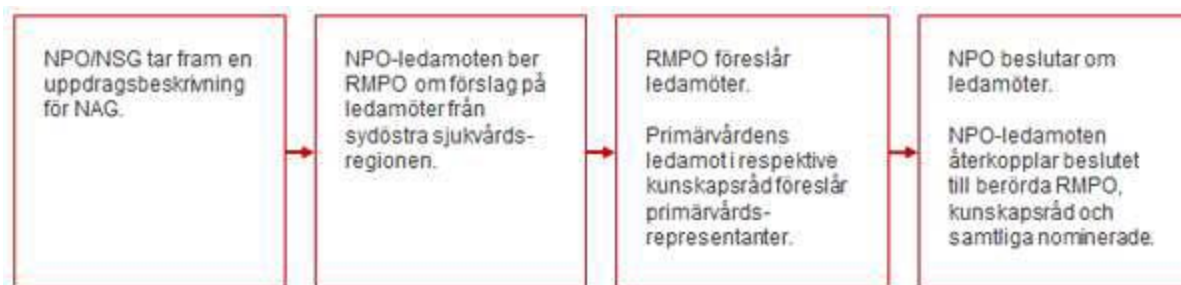 NPO/NSG tar fram en
uppdragsbeskrivning
för NAG.
NPO-ledamoten ber
RMPO om förslag på
ledamöter från
sydöstra sjukvårds-
regionen.
RMPO föreslår
ledamöter.
Primärvårdens
ledamot i respektive
kunskapsråd föreslår
primärvårds-
representanter.
NPO beslutar om
ledamöter.
NPO-ledamoten
återkopplar beslutet
till berörda RMPO,
kunskapsråd och
samtliga nominerade.